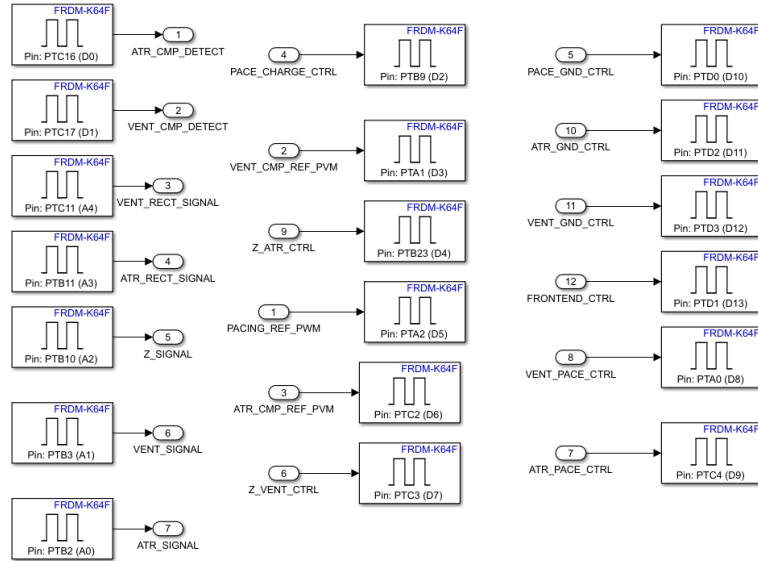 FRDM-K64F
Pin: PTC16 (D0)
1
ATR_CMP_DETECT
FRDM-K64F
Pin: PTC17 (D1)
2
VENT_CMP_DETECT
FRDM-K64F
Pin: PTC11 (A4)
3
VENT_RECT_SIGNAL
FRDM-K64F
Pin: PTB11 (A3)
4
ATR_RECT_SIGNAL
FRDM-K64F
Pin: PTB10 (A2)
5
Z_SIGNAL
FRDM-K64F
Pin: PTB3 (A1)
6
VENT_SIGNAL
FRDM-K64F
Pin: PTB2 (A0)
7
ATR_SIGNAL
4
PACE_CHARGE_CTRL
FRDM-K64F
Pin: PTB9 (D2)
2
VENT_CMP_REF_PVM
FRDM-K64F
Pin: PTA1 (D3)
9
Z_ATR_CTRL
FRDM-K64F
Pin: PTB23 (D4)
1
PACING_REF_PWM
FRDM-K64F
Pin: PTA2 (D5)
3
ATR_CMP_REF_PVM
FRDM-K64F
Pin: PTC2 (D6)
6
Z_VENT_CTRL
FRDM-K64F
Pin: PTC3 (D7)
5
PACE_GND_CTRL
FRDM-K64F
Pin: PTD0 (D10)
10
ATR_GND_CTRL
FRDM-K64F
Pin: PTD2 (D11)
11
VENT_GND_CTRL
FRDM-K64F
Pin: PTD3 (D12)
12
FRONTEND_CTRL
FRDM-K64F
Pin: PTD1 (D13)
8
VENT_PACE_CTRL
FRDM-K64F
Pin: PTA0 (D8)
7
ATR_PACE_CTRL
FRDM-K64F
Pin: PTC4 (D9)